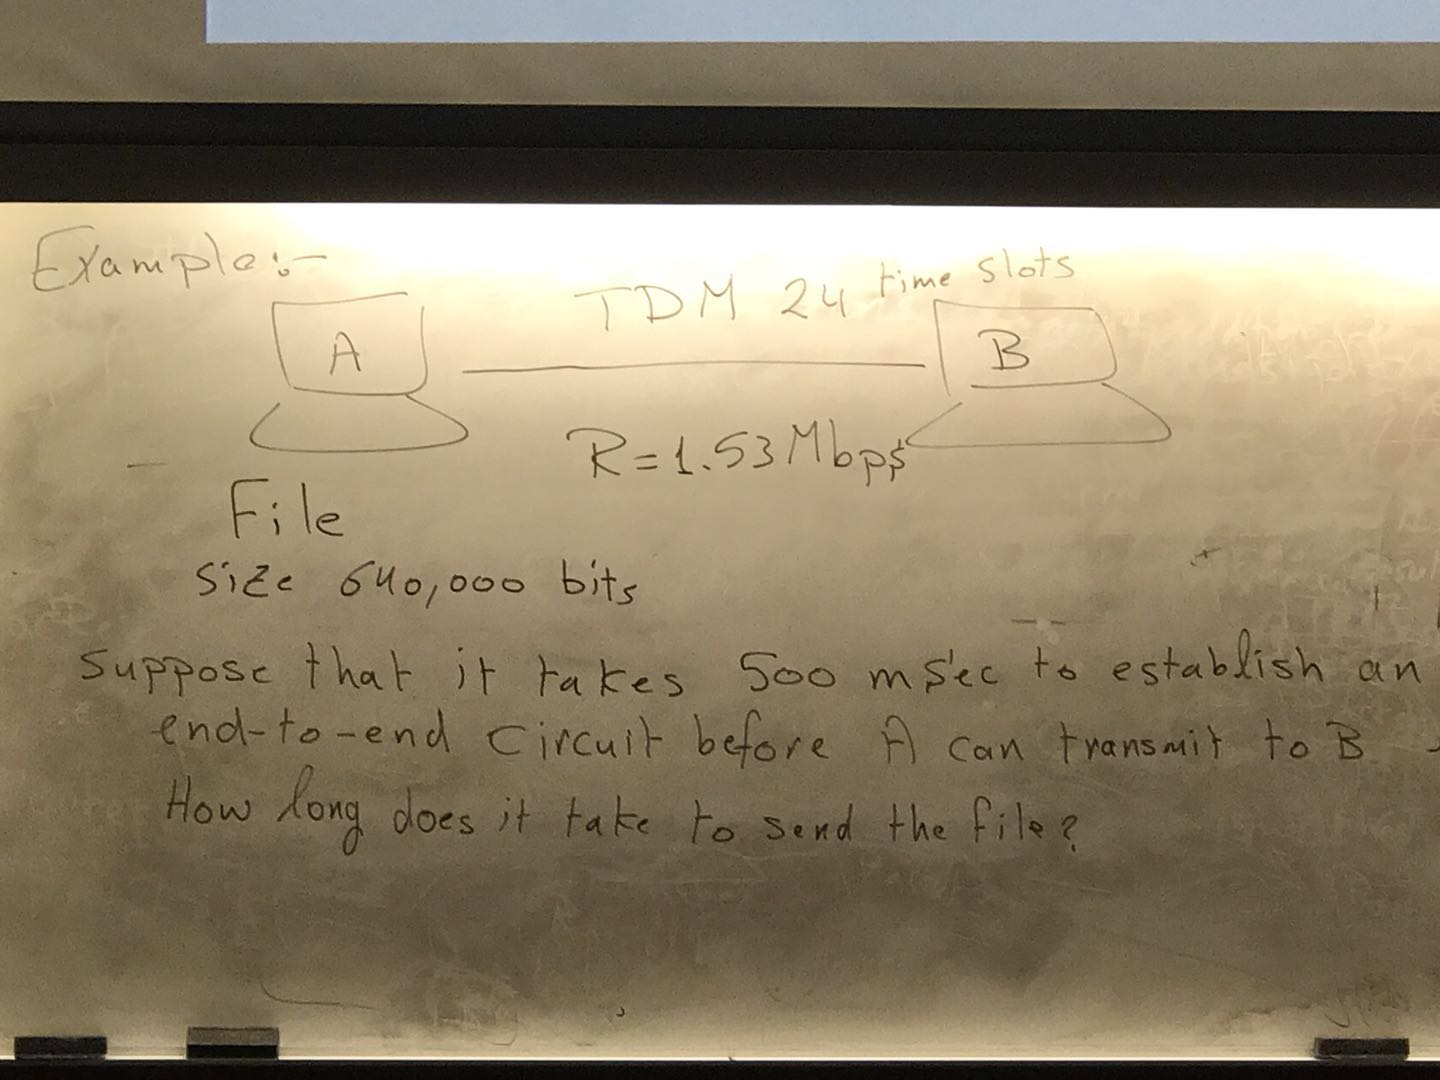 Example:-
TDM 24 time slots
A
B
R=1.53Mbps
File
size 640,000 bits
suppose that it takes 500 msec to establish an
end-to-end circuit before A can transmit to B
How long does it take to send the file?